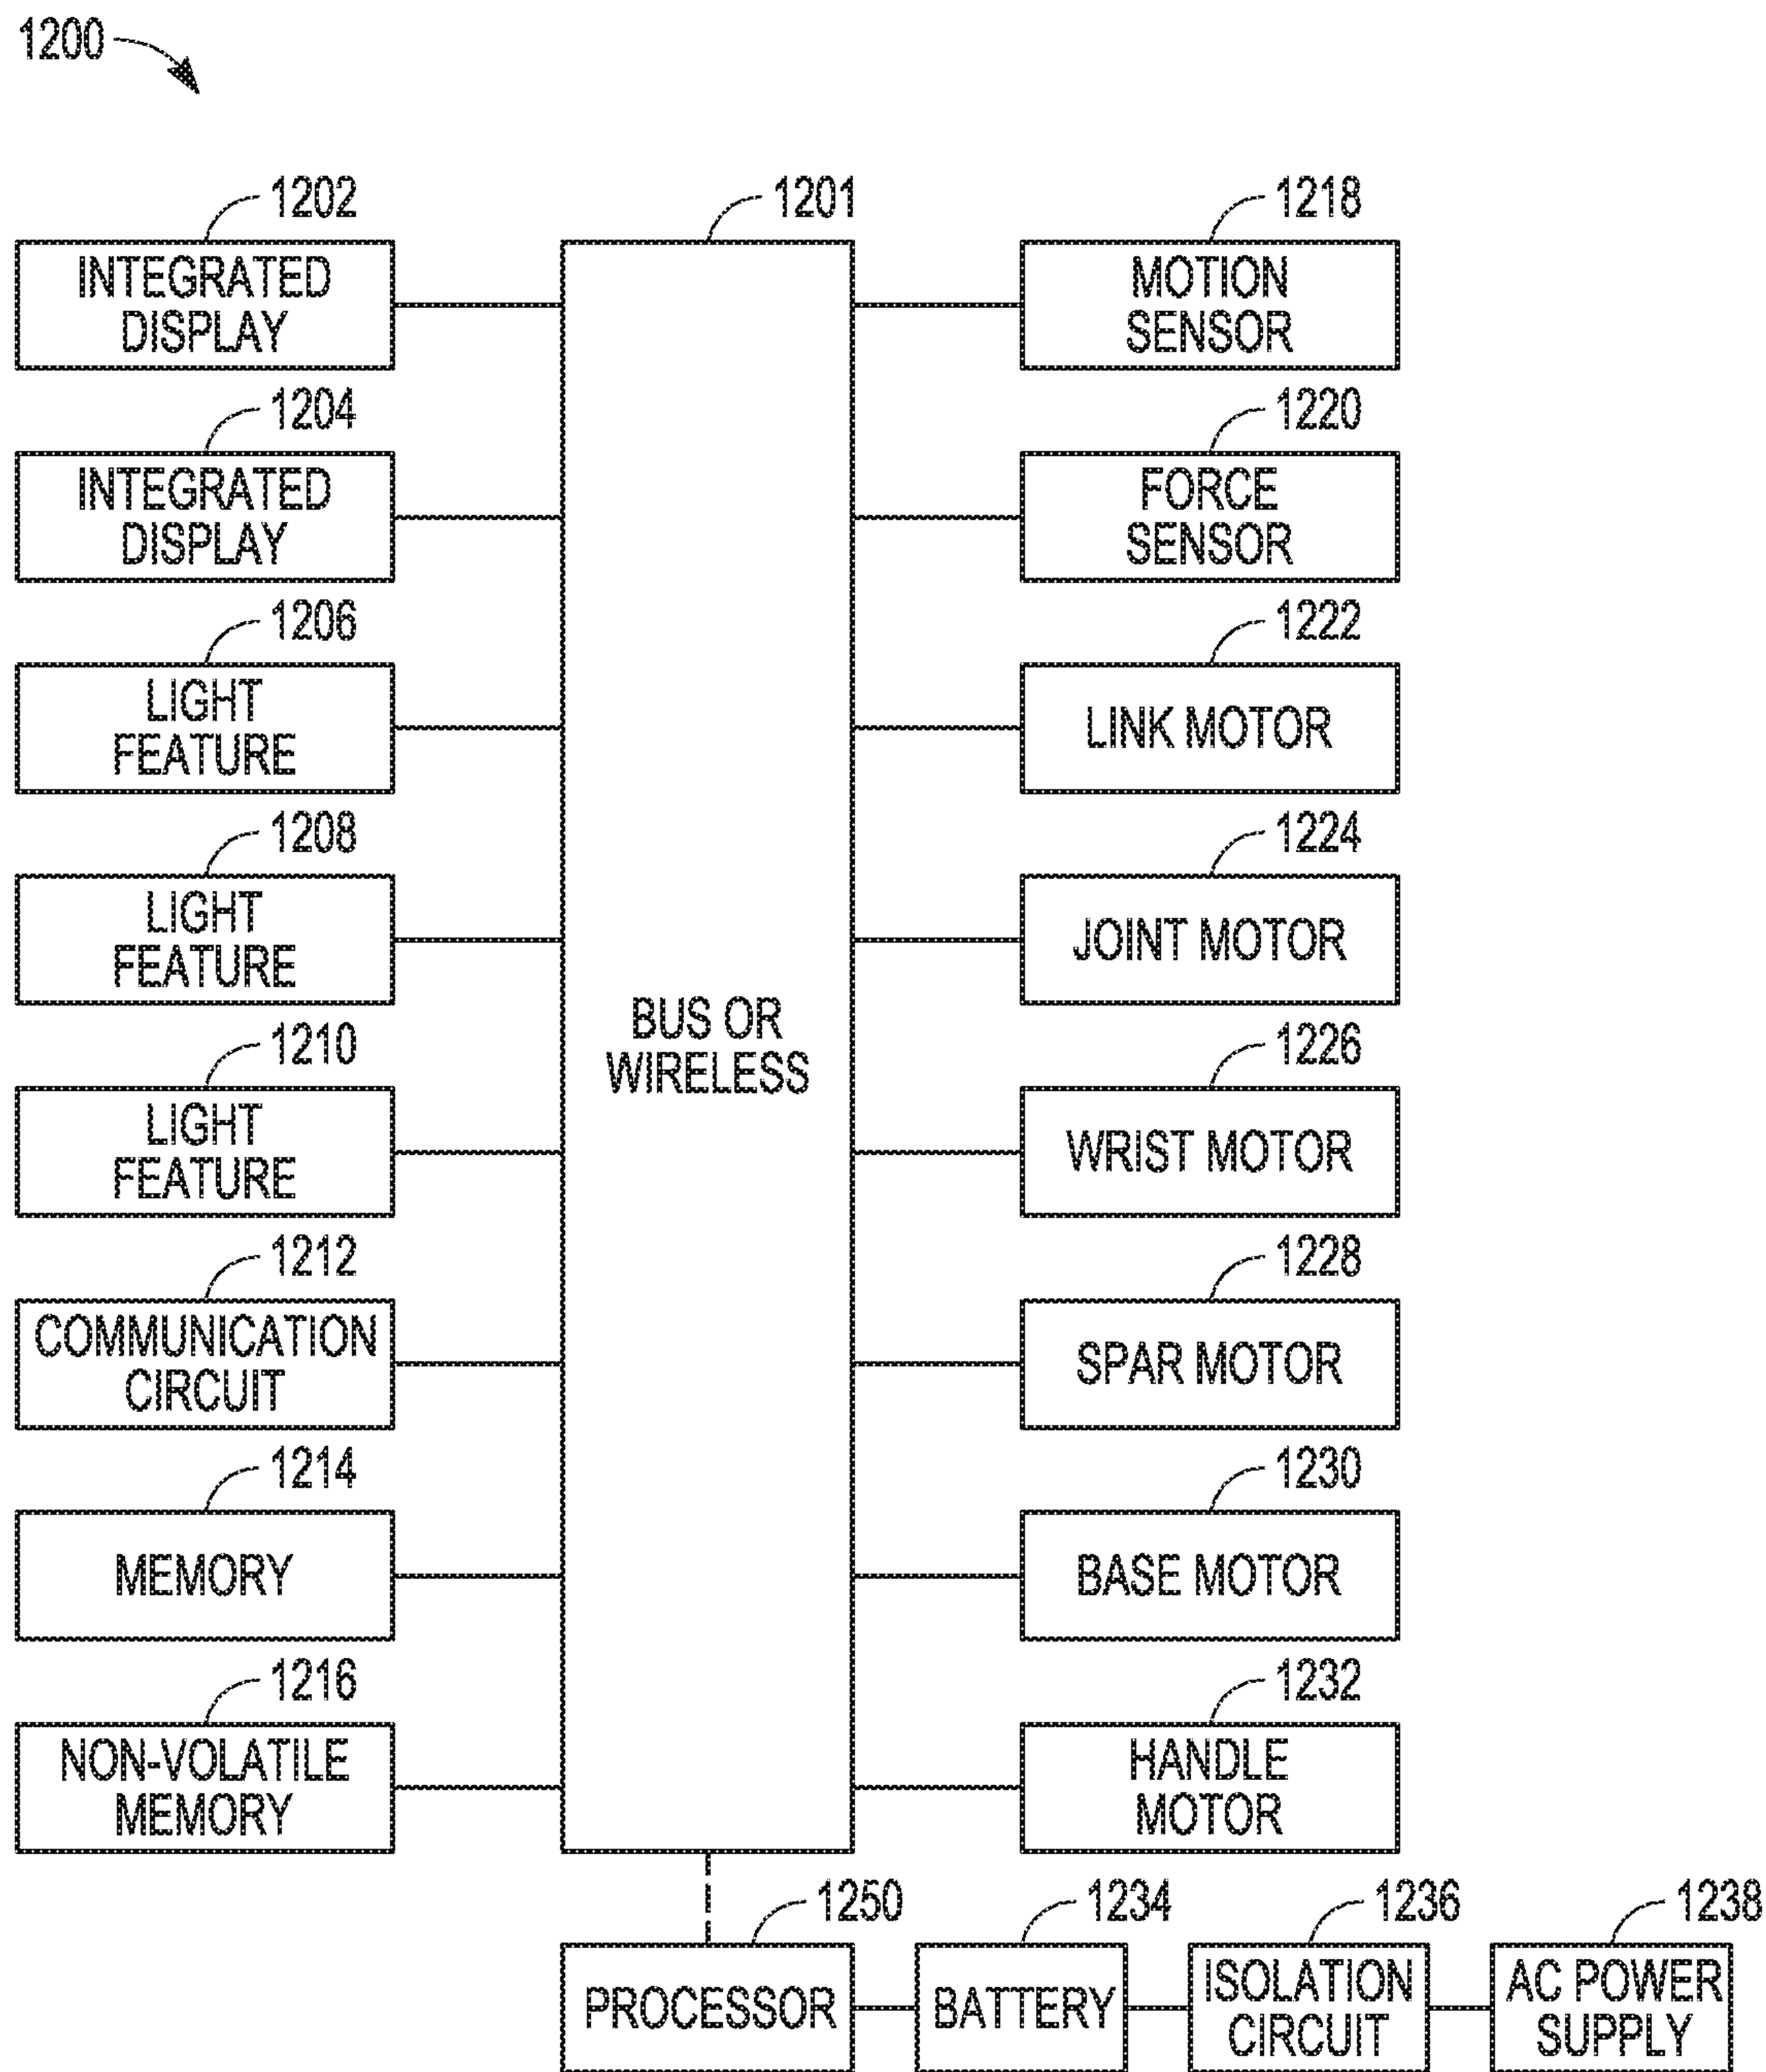 1200
1202
1201
1218
INTEGRATED
DISPLAY
MOTION
SENSOR
1204
1220
INTEGRATED
DISPLAY
FORCE
SENSOR
1206
1222
LIGHT
FEATURE
LINK MOTOR
1208
1224
LIGHT
FEATURE
JOINT MOTOR
BUS OR
WIRELESS
1210
1226
LIGHT
FEATURE
WRIST MOTOR
1212
1228
COMMUNICATION
CIRCUIT
SPAR MOTOR
1214
1230
MEMORY
BASE MOTOR
1216
1232
NON-VOLATILE
MEMORY
HANDLE
MOTOR
1250
1234
1236
1238
PROCESSOR
BATTERY
ISOLATION
CIRCUIT
AC POWER
SUPPLY